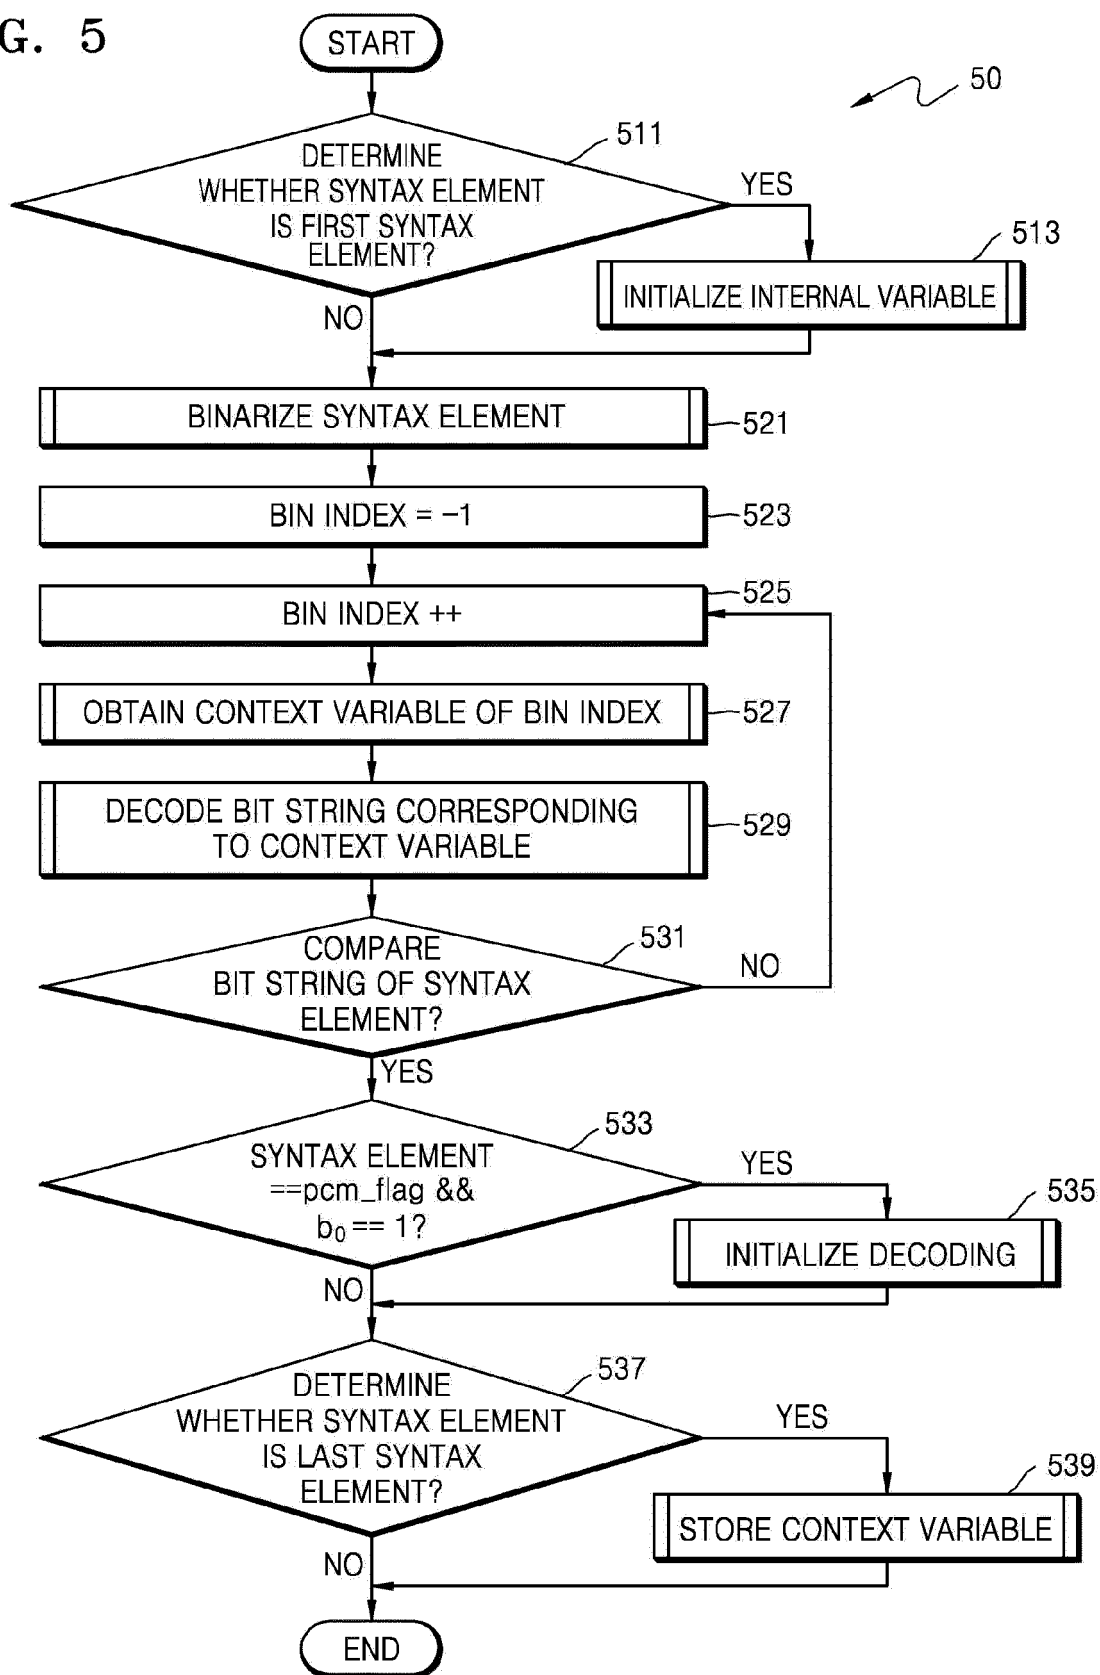 G. 5
START
50
511
DETERMINE
WHETHER SYNTAX ELEMENT
IS FIRST SYNTAX
ELEMENT?
YES
513
INITIALIZE INTERNAL VARIABLE
NO
BINARIZE SYNTAX ELEMENT
521
BIN INDEX = –1
523
BIN INDEX ++
525
OBTAIN CONTEXT VARIABLE OF BIN INDEX
527
DECODE BIT STRING CORRESPONDING
TO CONTEXT VARIABLE
529
COMPARE
BIT STRING OF SYNTAX
ELEMENT?
531
NO
YES
533
SYNTAX ELEMENT
==pcm_flag &&
b₀ == 1?
YES
535
INITIALIZE DECODING
NO
537
DETERMINE
WHETHER SYNTAX ELEMENT
IS LAST SYNTAX
ELEMENT?
YES
539
STORE CONTEXT VARIABLE
NO
END